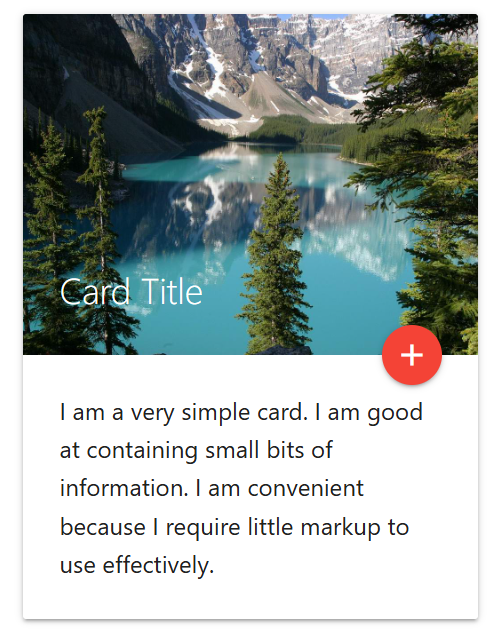 Card Title
I am a very simple card. I am good
at containing small bits of
information. I am convenient
because I require little markup to
use effectively.